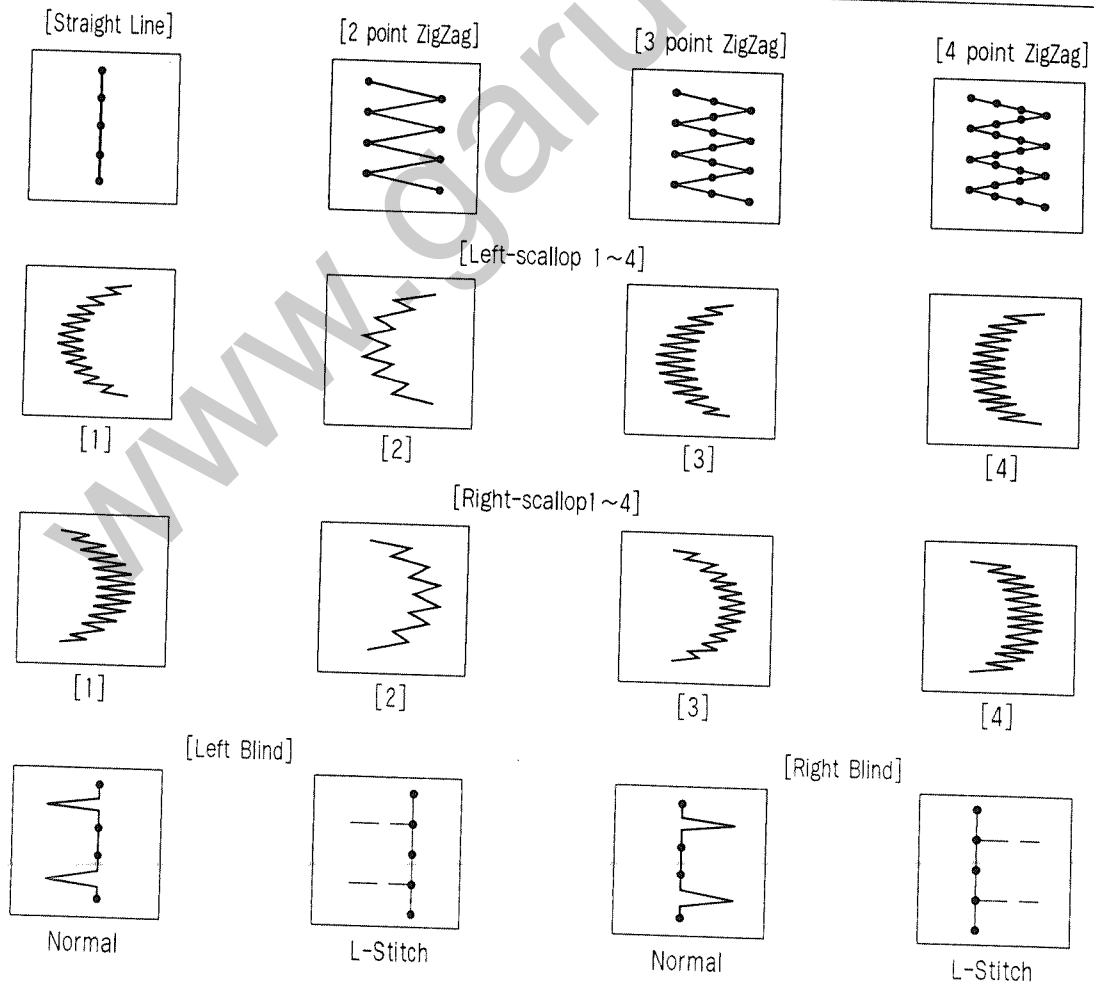 [Straight Line] [2 point ZigZag] [3 point ZigZag] [4 point ZigZag]
[Left-scallop 1~4]
[1] [2] [3] [4]
[Right-scallop1~4]
[1] [2] [3] [4]
[Left Blind] [Right Blind]
Normal L-Stitch Normal L-Stitch
www.garu